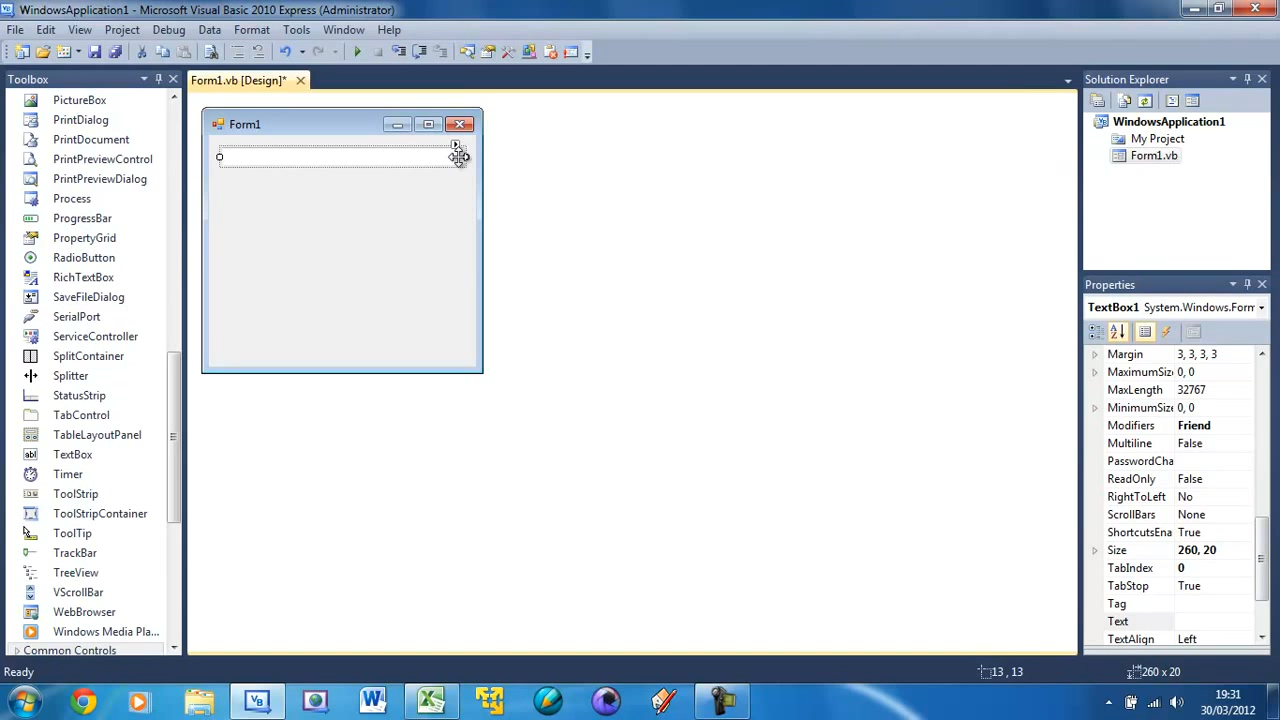 WindowsApplication1 - Microsoft Visual Basic 2010 Express (Administrator)
File Edit View Project Debug Data Format Tools Window Help
Toolbox
Form1.vb [Design]*
Solution Explorer
PictureBox
PrintDialog
PrintDocument
PrintPreviewControl
PrintPreviewDialog
Process
ProgressBar
PropertyGrid
RadioButton
RichTextBox
SaveFileDialog
SerialPort
ServiceController
SplitContainer
Splitter
StatusStrip
TabControl
TableLayoutPanel
TextBox
Timer
ToolStrip
ToolStripContainer
ToolTip
TrackBar
TreeView
VScrollBar
WebBrowser
Windows Media Pla...
Common Controls
Form1
WindowsApplication1
My Project
Form1.vb
Properties
TextBox1 System.Windows.Form
Margin 3, 3, 3, 3
MaximumSiz 0, 0
MaxLength 32767
MinimumSize 0, 0
Modifiers Friend
Multiline False
PasswordCha
ReadOnly False
RightToLeft No
ScrollBars None
ShortcutsEna True
Size 260, 20
TabIndex 0
TabStop True
Tag
Text
TextAlign Left
Ready
13 , 13
260 x 20
19:31
30/03/2012